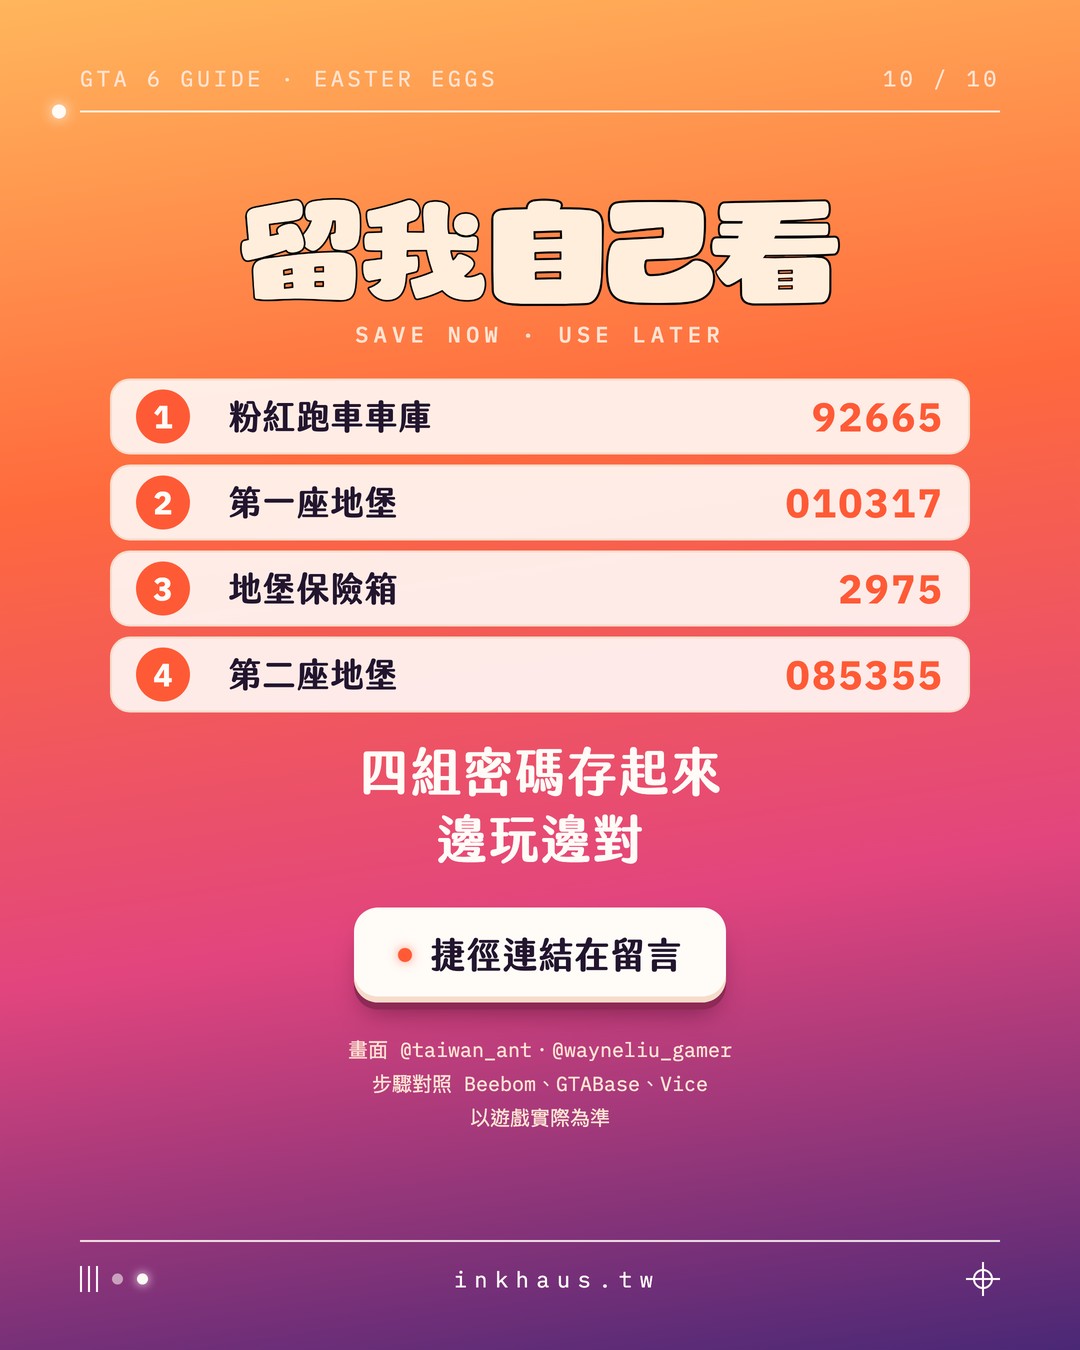 GTA 6 GUIDE · EASTER EGGS
10 / 10
留我自己看
SAVE NOW · USE LATER
1 粉紅跑車車庫 92665
2 第一座地堡 010317
3 地堡保險箱 2975
4 第二座地堡 085355
四組密碼存起來
邊玩邊對
捷徑連結在留言
畫面 @taiwan_ant·@wayneliu_gamer
步驟對照 Beebom、GTABase、Vice
以遊戲實際為準
inkhaus.tw